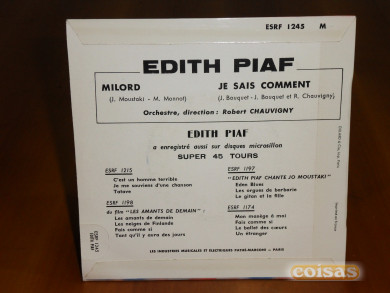 ESRF 1245 M
EDITH PIAF
MILORD
(J. Moustaki - M. Monnot)
JE SAIS COMMENT
(J. Bouquet - J. Bouquet et R. Chauvigny)
Orchestre, direction : Robert CHAUVIGNY
EDITH PIAF
a enregistré aussi sur disques microsillon
SUPER 45 TOURS
ESRF 1215
C'est un homme terrible
Je me souviens d'une chanson
Tatave
ESRF 1198
du film "LES AMANTS DE DEMAIN" :
Les amants de demain
Les neiges de Finlande
Fais comme si
Tant qu'il y aura des jours
ESRF 1197
"EDITH PIAF CHANTE JO MOUSTAKI"
Eden Blues
Les orgues de barbarie
Le gitan et la fille
ESRF 1174
Mon manège à moi
Fais comme si
Le ballet des cœurs
Un étranger
LES INDUSTRIES MUSICALES ET ELECTRIQUES PATHÉ-MARCONI - PARIS
ESRF 1245
EDITH PIAF
coisas